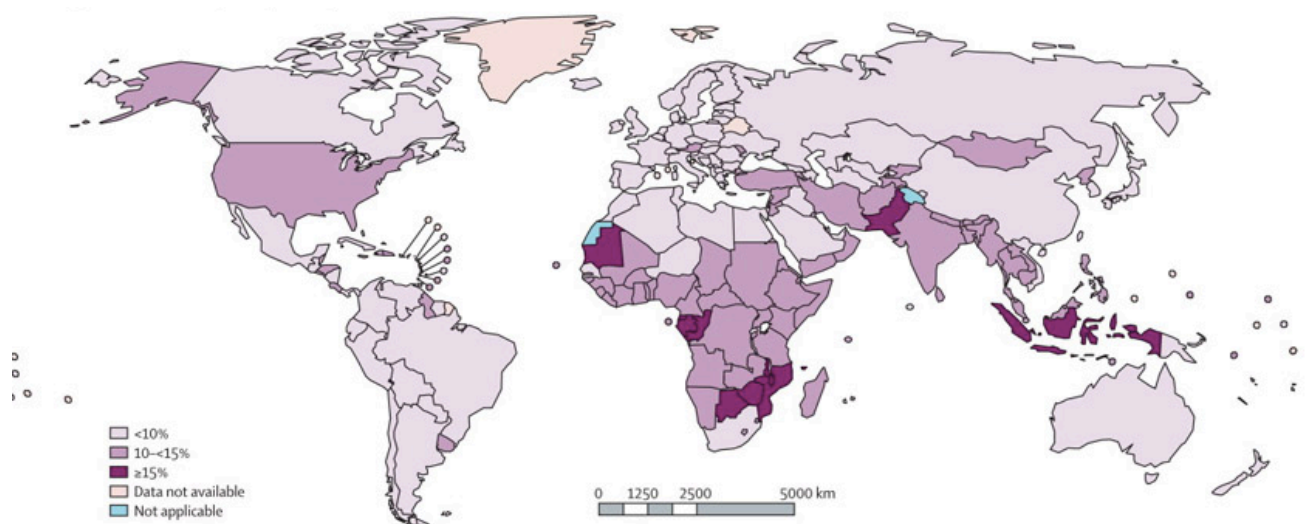 <10%
10–<15%
≥15%
Data not available
Not applicable
0 1250 2500 5000 km